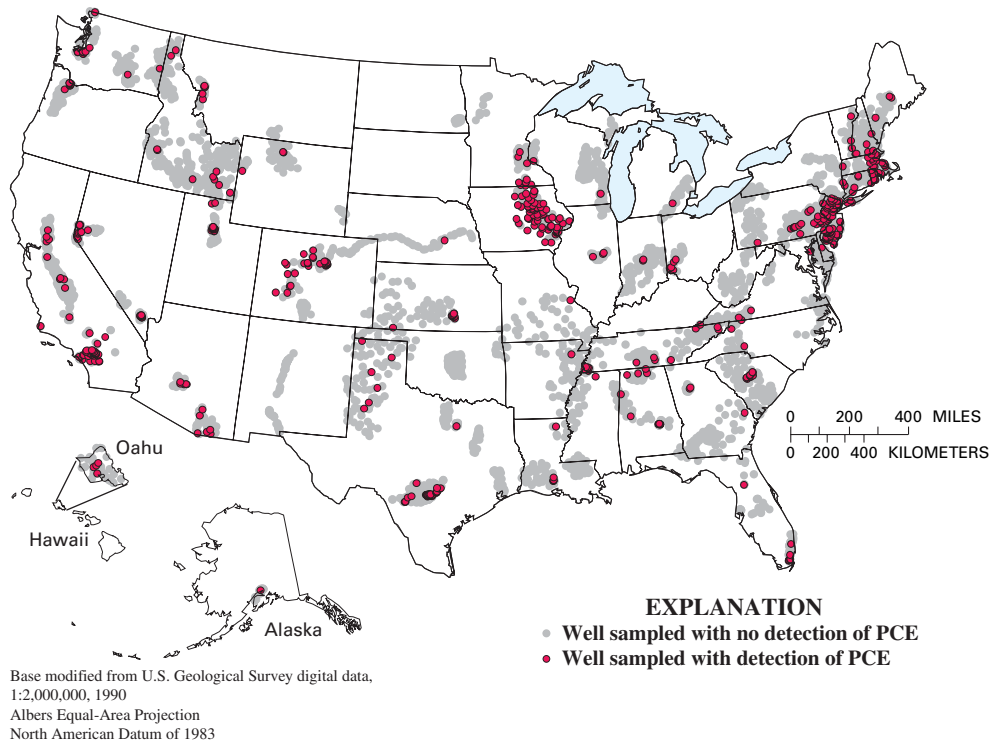 0 200 400 MILES
0 200 400 KILOMETERS
Oahu
Hawaii
Alaska
EXPLANATION
Well sampled with no detection of PCE
Well sampled with detection of PCE
Base modified from U.S. Geological Survey digital data,
1:2,000,000, 1990
Albers Equal-Area Projection
North American Datum of 1983